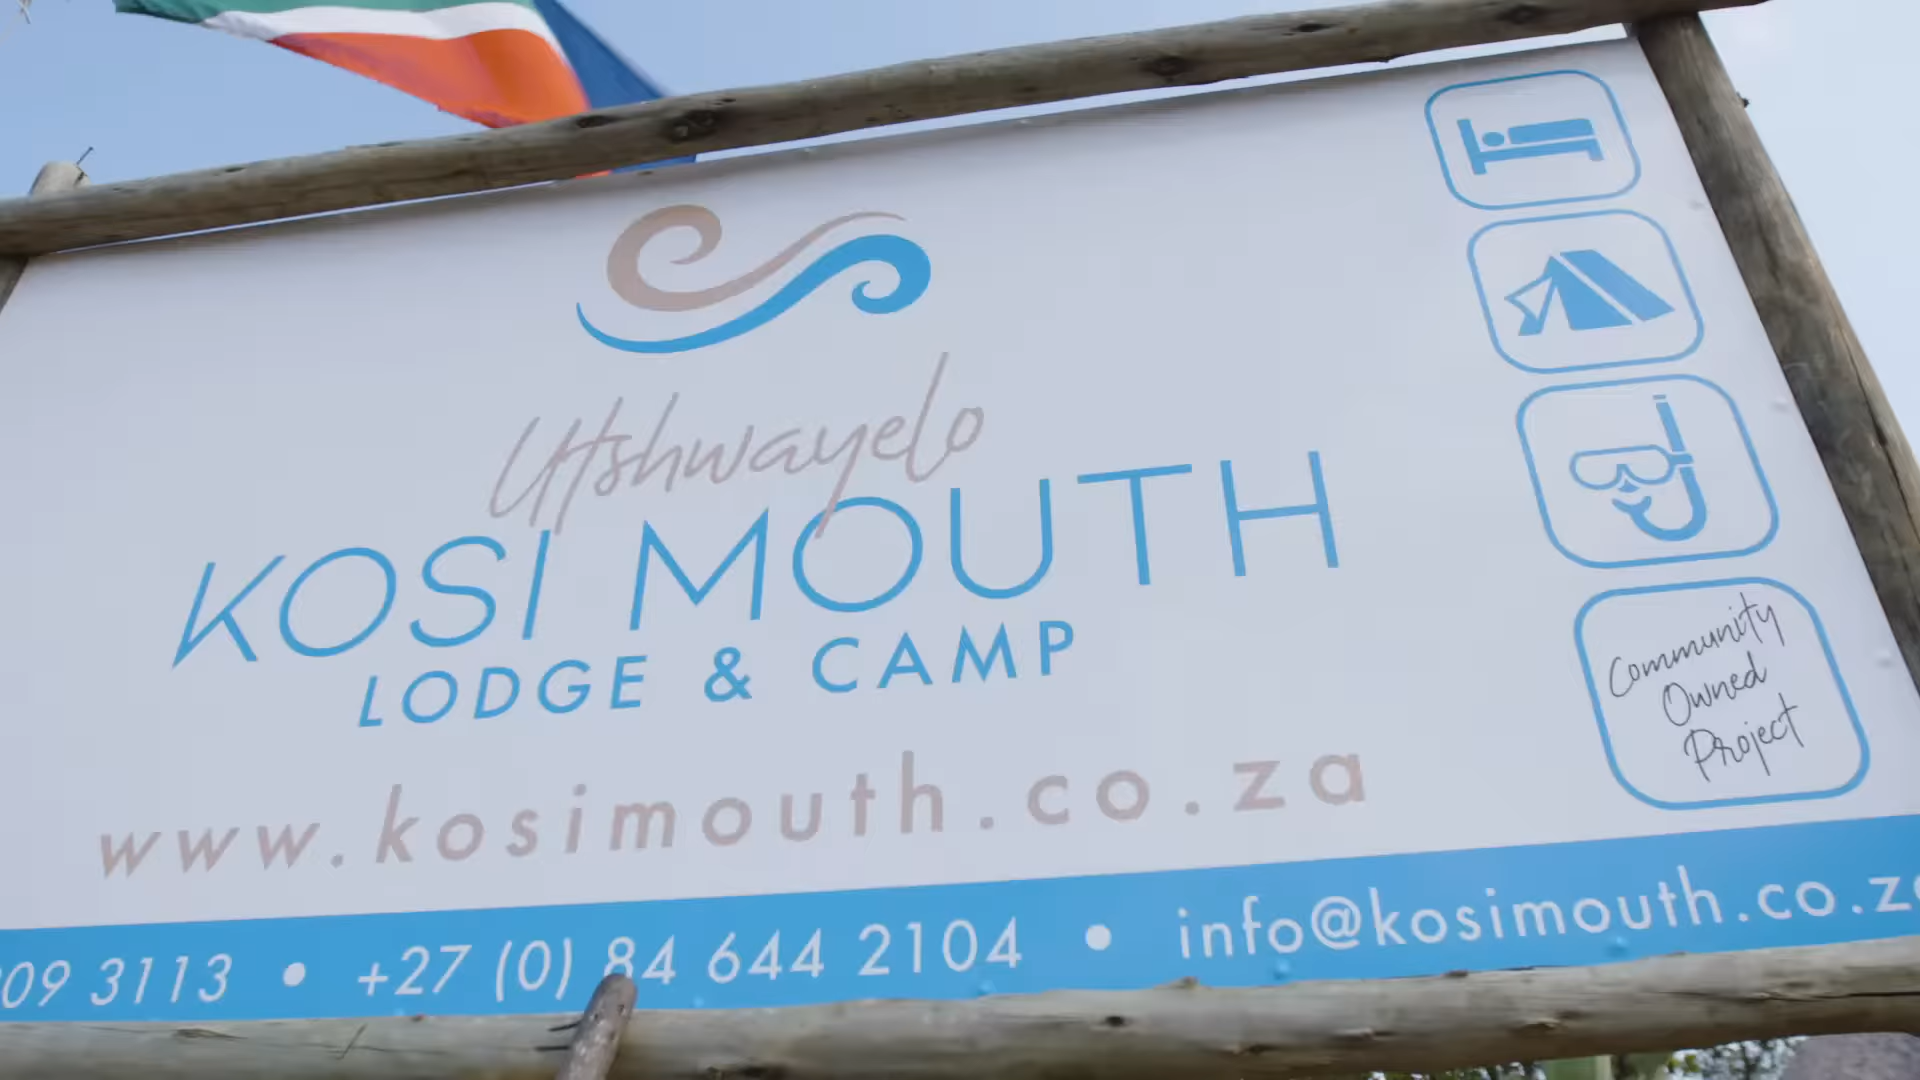 Utshwayelo
KOSI MOUTH
LODGE & CAMP
www.kosimouth.co.za
Community
Owned
Project
09 3113 • +27 (0) 84 644 2104 • info@kosimouth.co.za